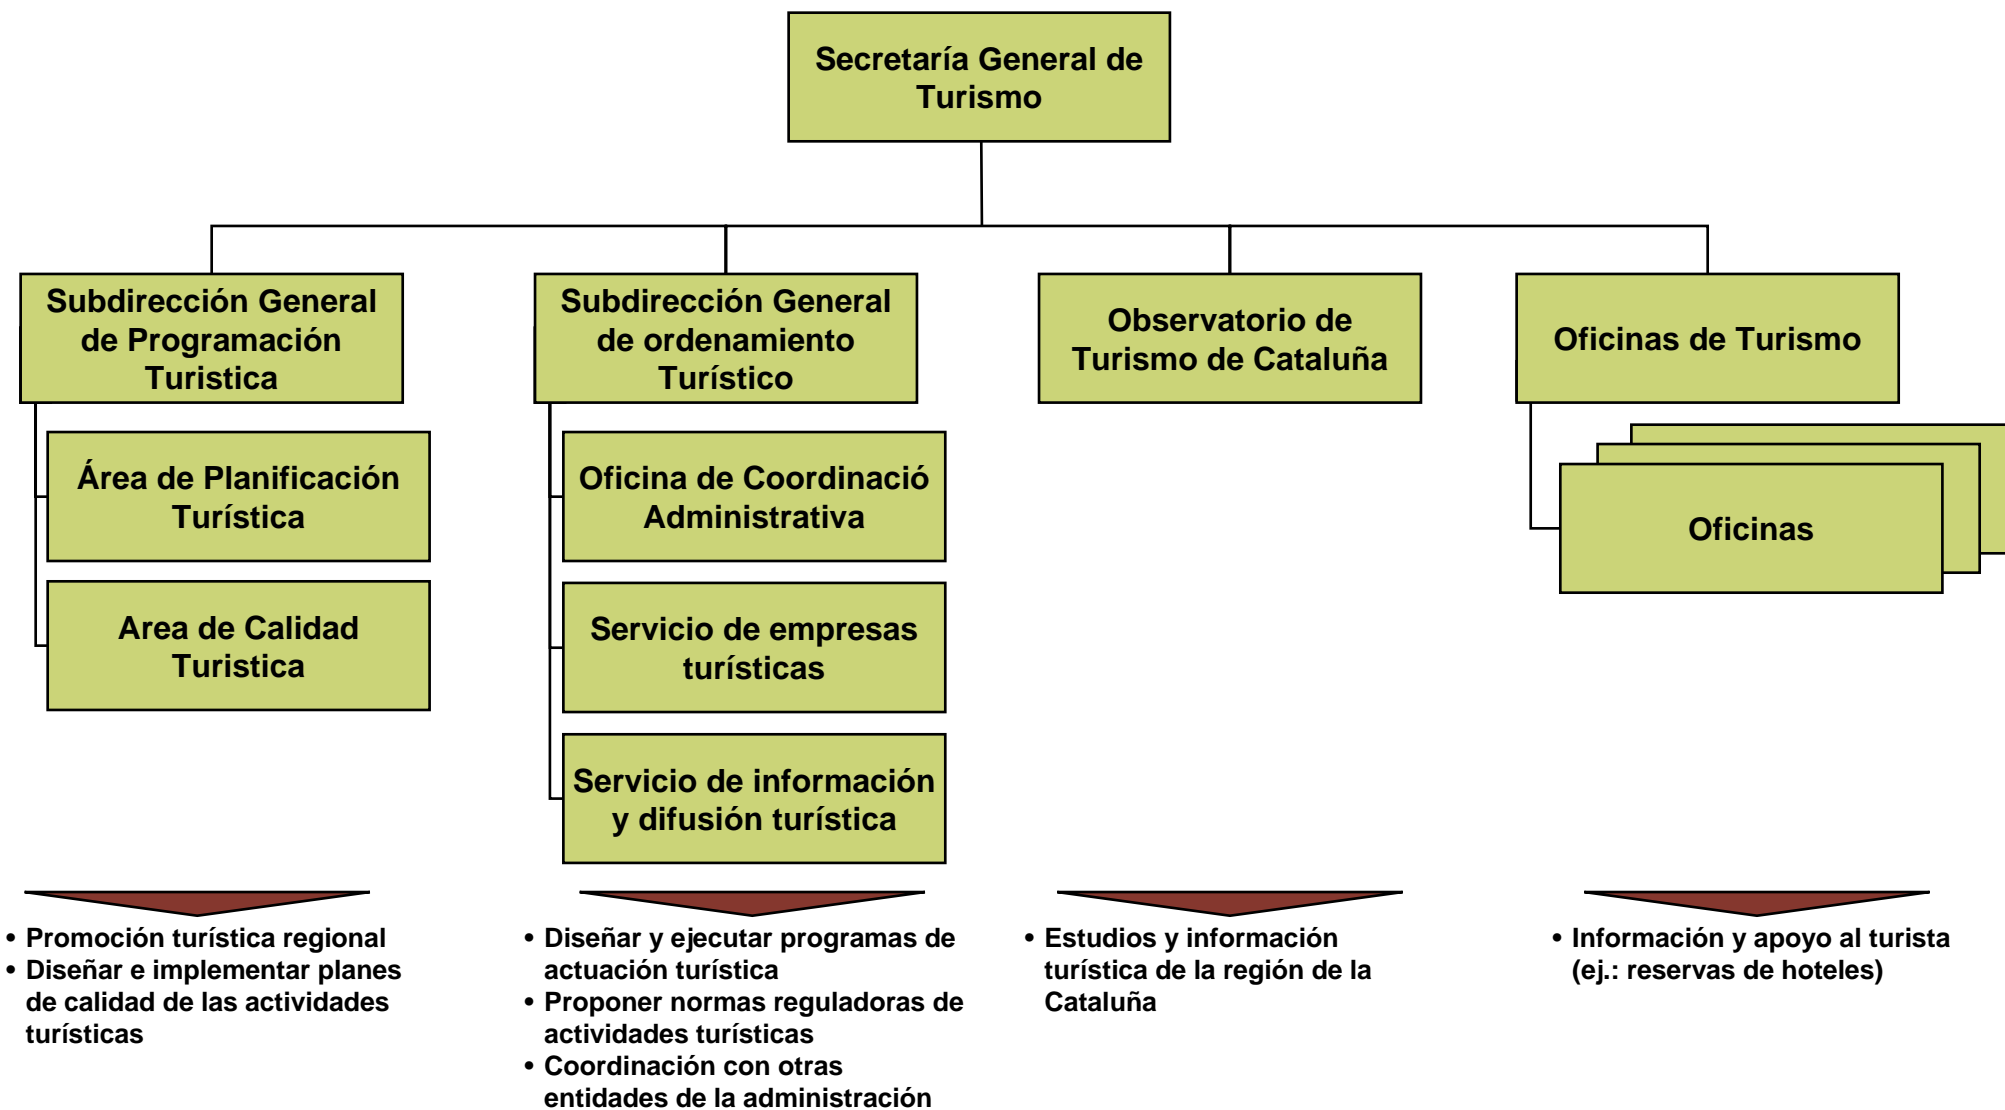 Secretaría General de
Turismo
Subdirección General
de Programación
Turistica
Subdirección General
de ordenamiento
Turístico
Observatorio de
Turismo de Cataluña
Oficinas de Turismo
Área de Planificación
Turística
Area de Calidad
Turistica
Oficina de Coordinació
Administrativa
Servicio de empresas
turísticas
Servicio de información
y difusión turística
Oficinas
• Promoción turística regional
• Diseñar e implementar planes
de calidad de las actividades
turísticas
• Diseñar y ejecutar programas de
actuación turística
• Proponer normas reguladoras de
actividades turísticas
• Coordinación con otras
entidades de la administración
• Estudios y información
turística de la región de la
Cataluña
• Información y apoyo al turista
(ej.: reservas de hoteles)